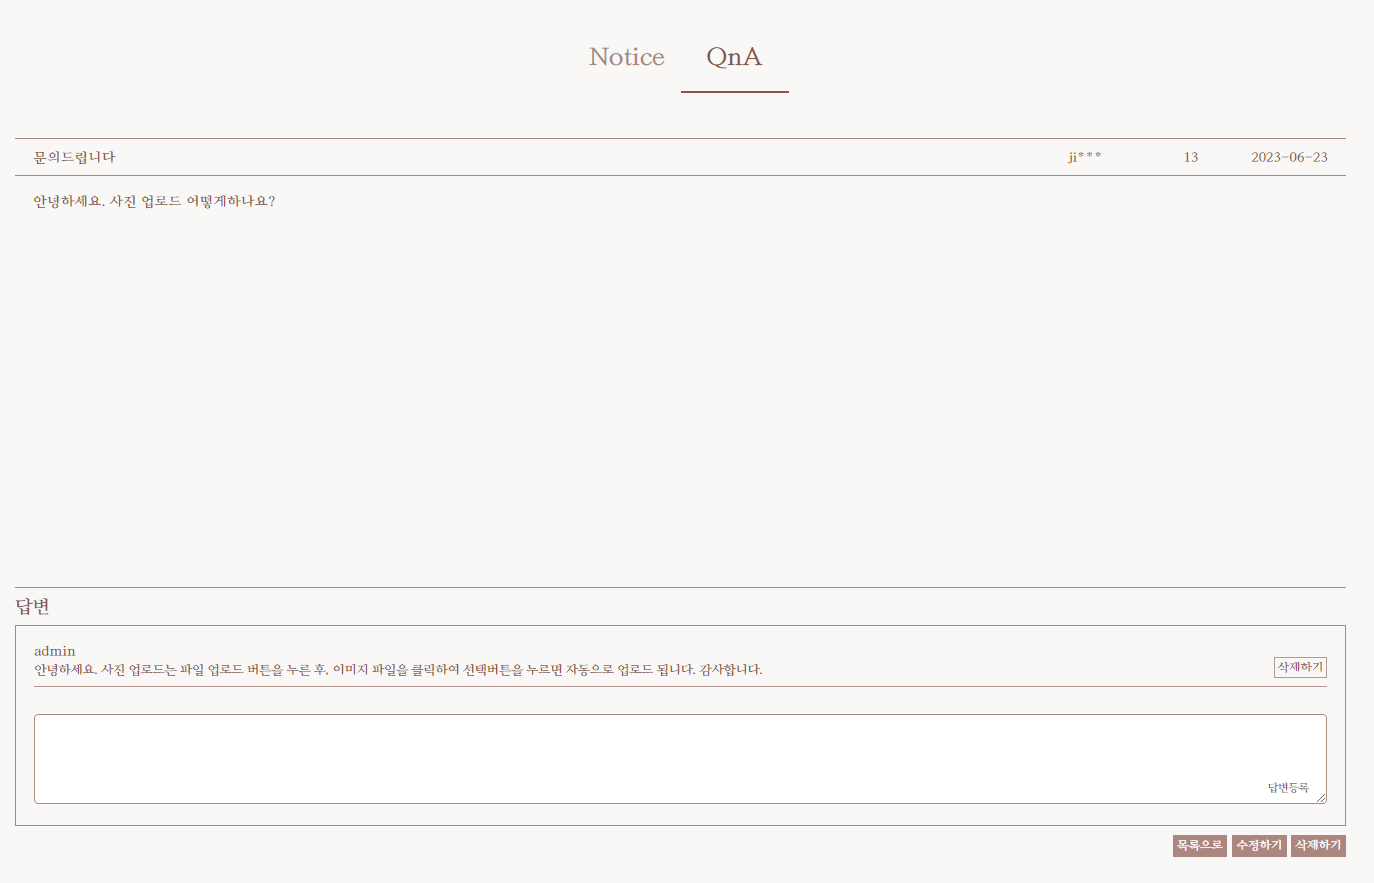 Notice QnA
문의드립니다 ji*** 13 2023-06-23
안녕하세요. 사진 업로드 어떻게하나요?
답변
admin
안녕하세요. 사진 업로드는 파일 업로드 버튼을 누른 후, 이미지 파일을 클릭하여 선택버튼을 누르면 자동으로 업로드 됩니다. 감사합니다.
삭제하기
답변등록
목록으로 수정하기 삭제하기